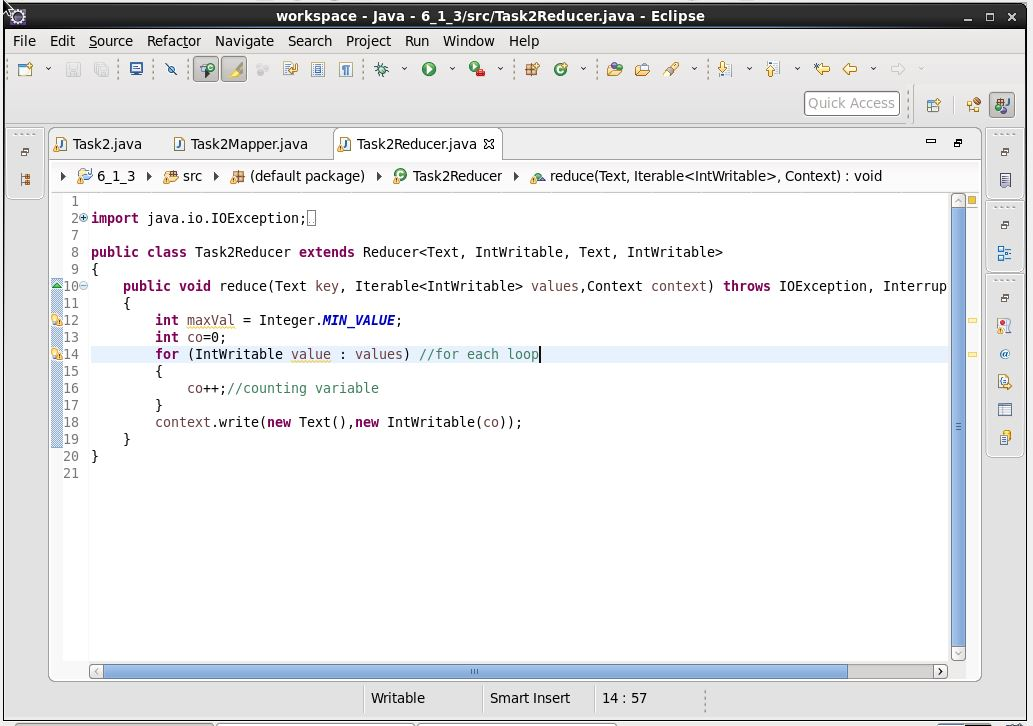 workspace - Java - 6_1_3/src/Task2Reducer.java - Eclipse
File Edit Source Refactor Navigate Search Project Run Window Help
Quick Access
Task2.java Task2Mapper.java Task2Reducer.java
6_1_3 src (default package) Task2Reducer reduce(Text, Iterable<IntWritable>, Context) : void
1
2 import java.io.IOException;
7
8 public class Task2Reducer extends Reducer<Text, IntWritable, Text, IntWritable>
9 {
10 public void reduce(Text key, Iterable<IntWritable> values,Context context) throws IOException, Interrup
11 {
12 int maxVal = Integer.MIN_VALUE;
13 int co=0;
14 for (IntWritable value : values) //for each loop
15 {
16 co++;//counting variable
17 }
18 context.write(new Text(),new IntWritable(co));
19 }
20 }
21
Writable Smart Insert 14 : 57